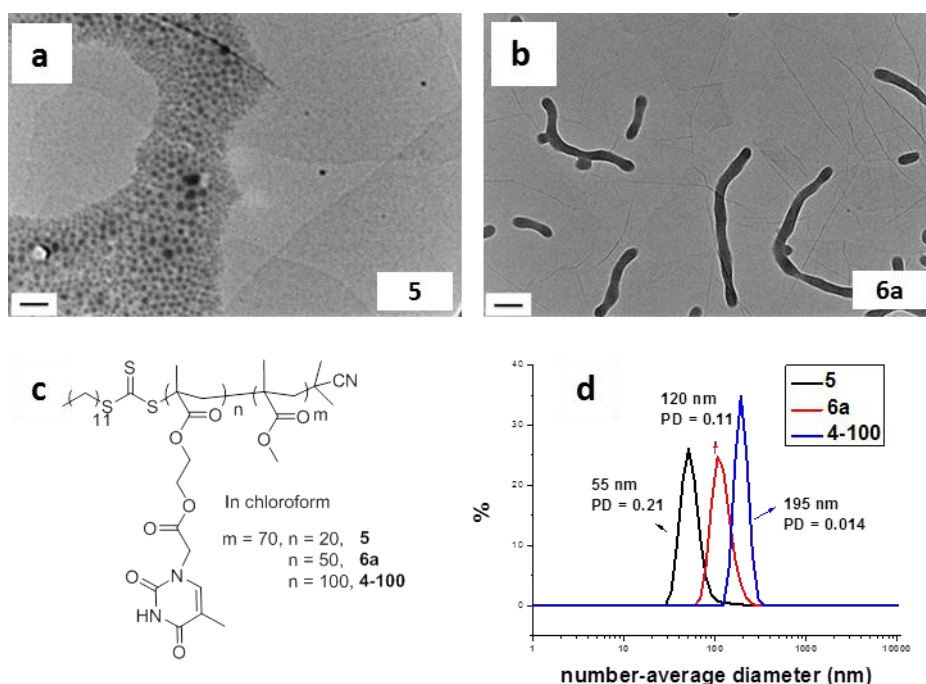 a
5
b
6a
c
S
S
S
11
n
m
CN
O
O
O
O
O
O
In chloroform
m = 70, n = 20, 5
n = 50, 6a
n = 100, 4-100
N
O
NH
O
d
40
30
20
10
0
%
5
6a
4-100
120 nm
PD = 0.11
55 nm
PD = 0.21
195 nm
PD = 0.014
1
10
100
1000
10000
number-average diameter (nm)